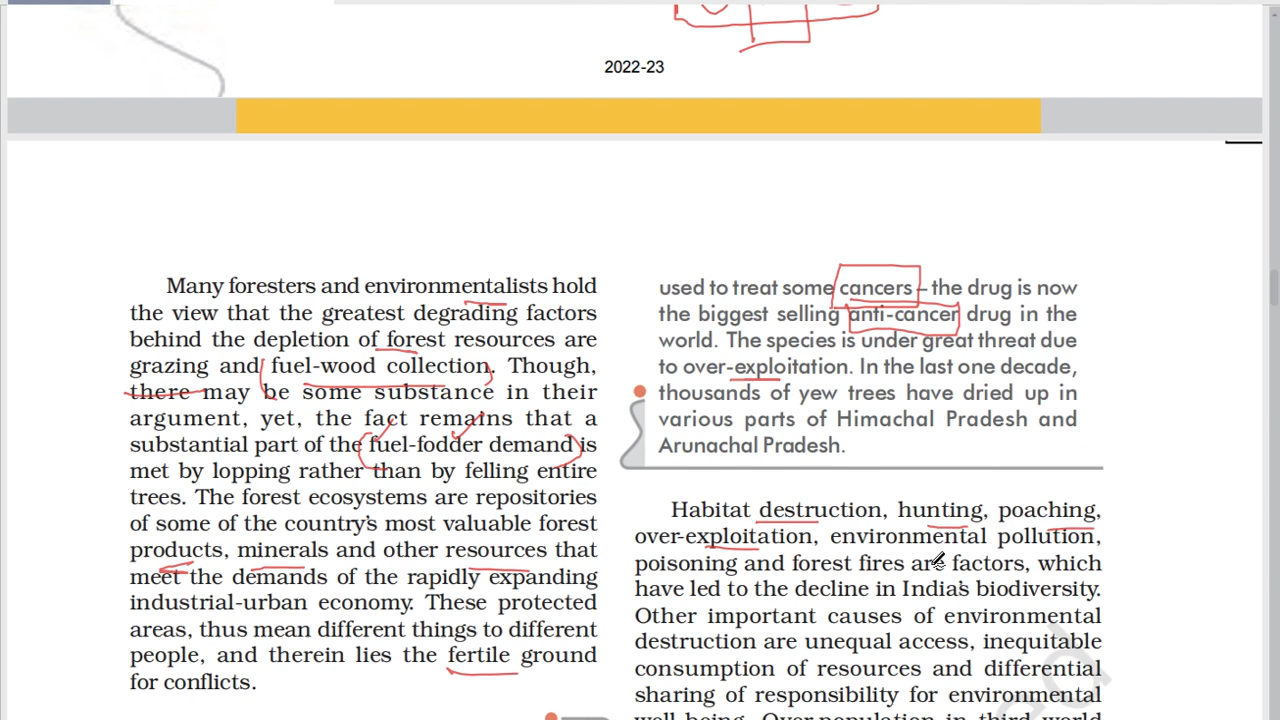 2022-23
Many foresters and environmentalists hold
the view that the greatest degrading factors
behind the depletion of forest resources are
grazing and fuel-wood collection. Though,
there may be some substance in their
argument, yet, the fact remains that a
substantial part of the fuel-fodder demand is
met by lopping rather than by felling entire
trees. The forest ecosystems are repositories
of some of the country's most valuable forest
products, minerals and other resources that
meet the demands of the rapidly expanding
industrial-urban economy. These protected
areas, thus mean different things to different
people, and therein lies the fertile ground
for conflicts.
used to treat some cancers – the drug is now
the biggest selling anti-cancer drug in the
world. The species is under great threat due
to over-exploitation. In the last one decade,
thousands of yew trees have dried up in
various parts of Himachal Pradesh and
Arunachal Pradesh.
Habitat destruction, hunting, poaching,
over-exploitation, environmental pollution,
poisoning and forest fires are factors, which
have led to the decline in India's biodiversity.
Other important causes of environmental
destruction are unequal access, inequitable
consumption of resources and differential
sharing of responsibility for environmental
well-being. Over-population in third world